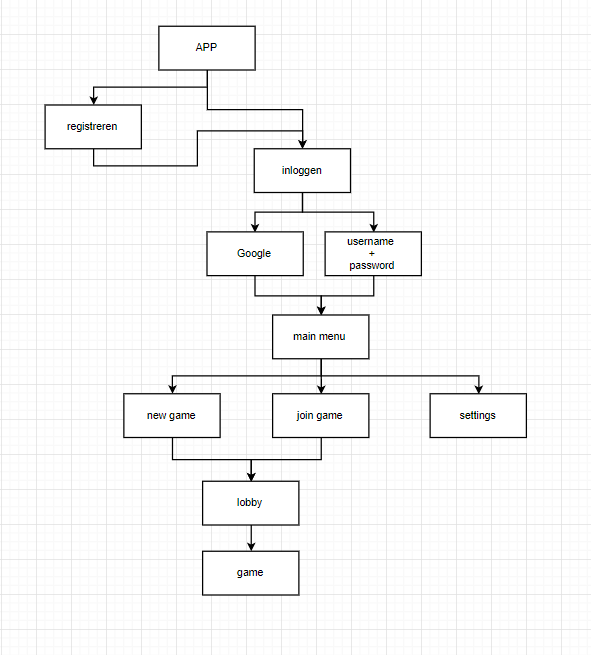 APP
registreren
inloggen
Google
username
+
password
main menu
new game
join game
settings
lobby
game